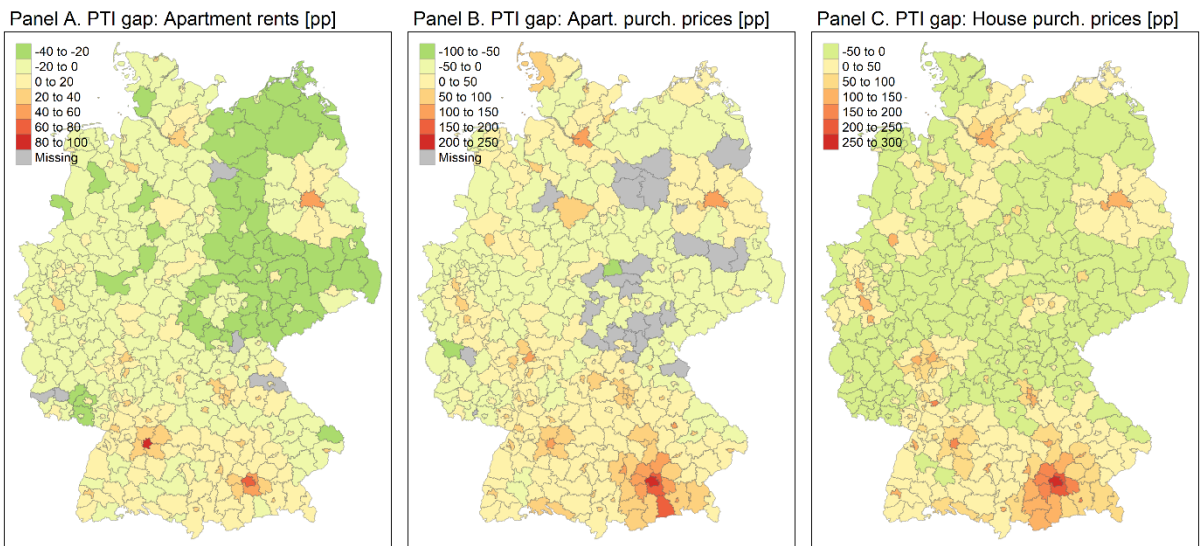 Panel A. PTI gap: Apartment rents [pp]
-40 to -20
-20 to 0
0 to 20
20 to 40
40 to 60
60 to 80
80 to 100
Missing
Panel B. PTI gap: Apart. purch. prices [pp]
-100 to -50
-50 to 0
0 to 50
50 to 100
100 to 150
150 to 200
200 to 250
Missing
Panel C. PTI gap: House purch. prices [pp]
-50 to 0
0 to 50
50 to 100
100 to 150
150 to 200
200 to 250
250 to 300